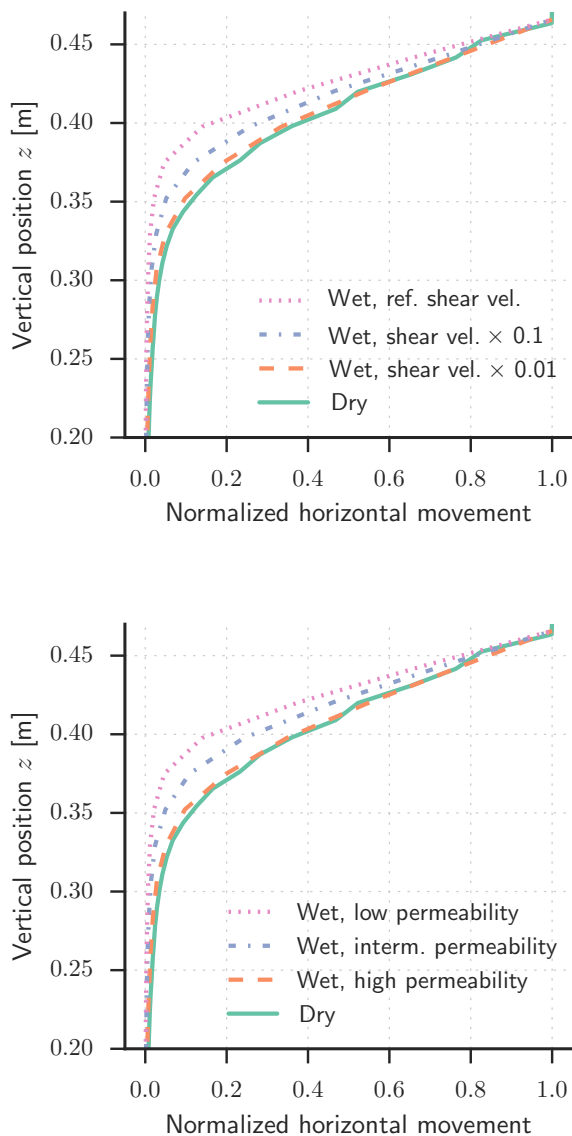 0.45
0.40
0.35
0.30
0.25
0.20
Vertical position z [m]
Wet, ref. shear vel.
Wet, shear vel. × 0.1
Wet, shear vel. × 0.01
Dry
0.0 0.2 0.4 0.6 0.8 1.0
Normalized horizontal movement
0.45
0.40
0.35
0.30
0.25
0.20
Vertical position z [m]
Wet, low permeability
Wet, interm. permeability
Wet, high permeability
Dry
0.0 0.2 0.4 0.6 0.8 1.0
Normalized horizontal movement